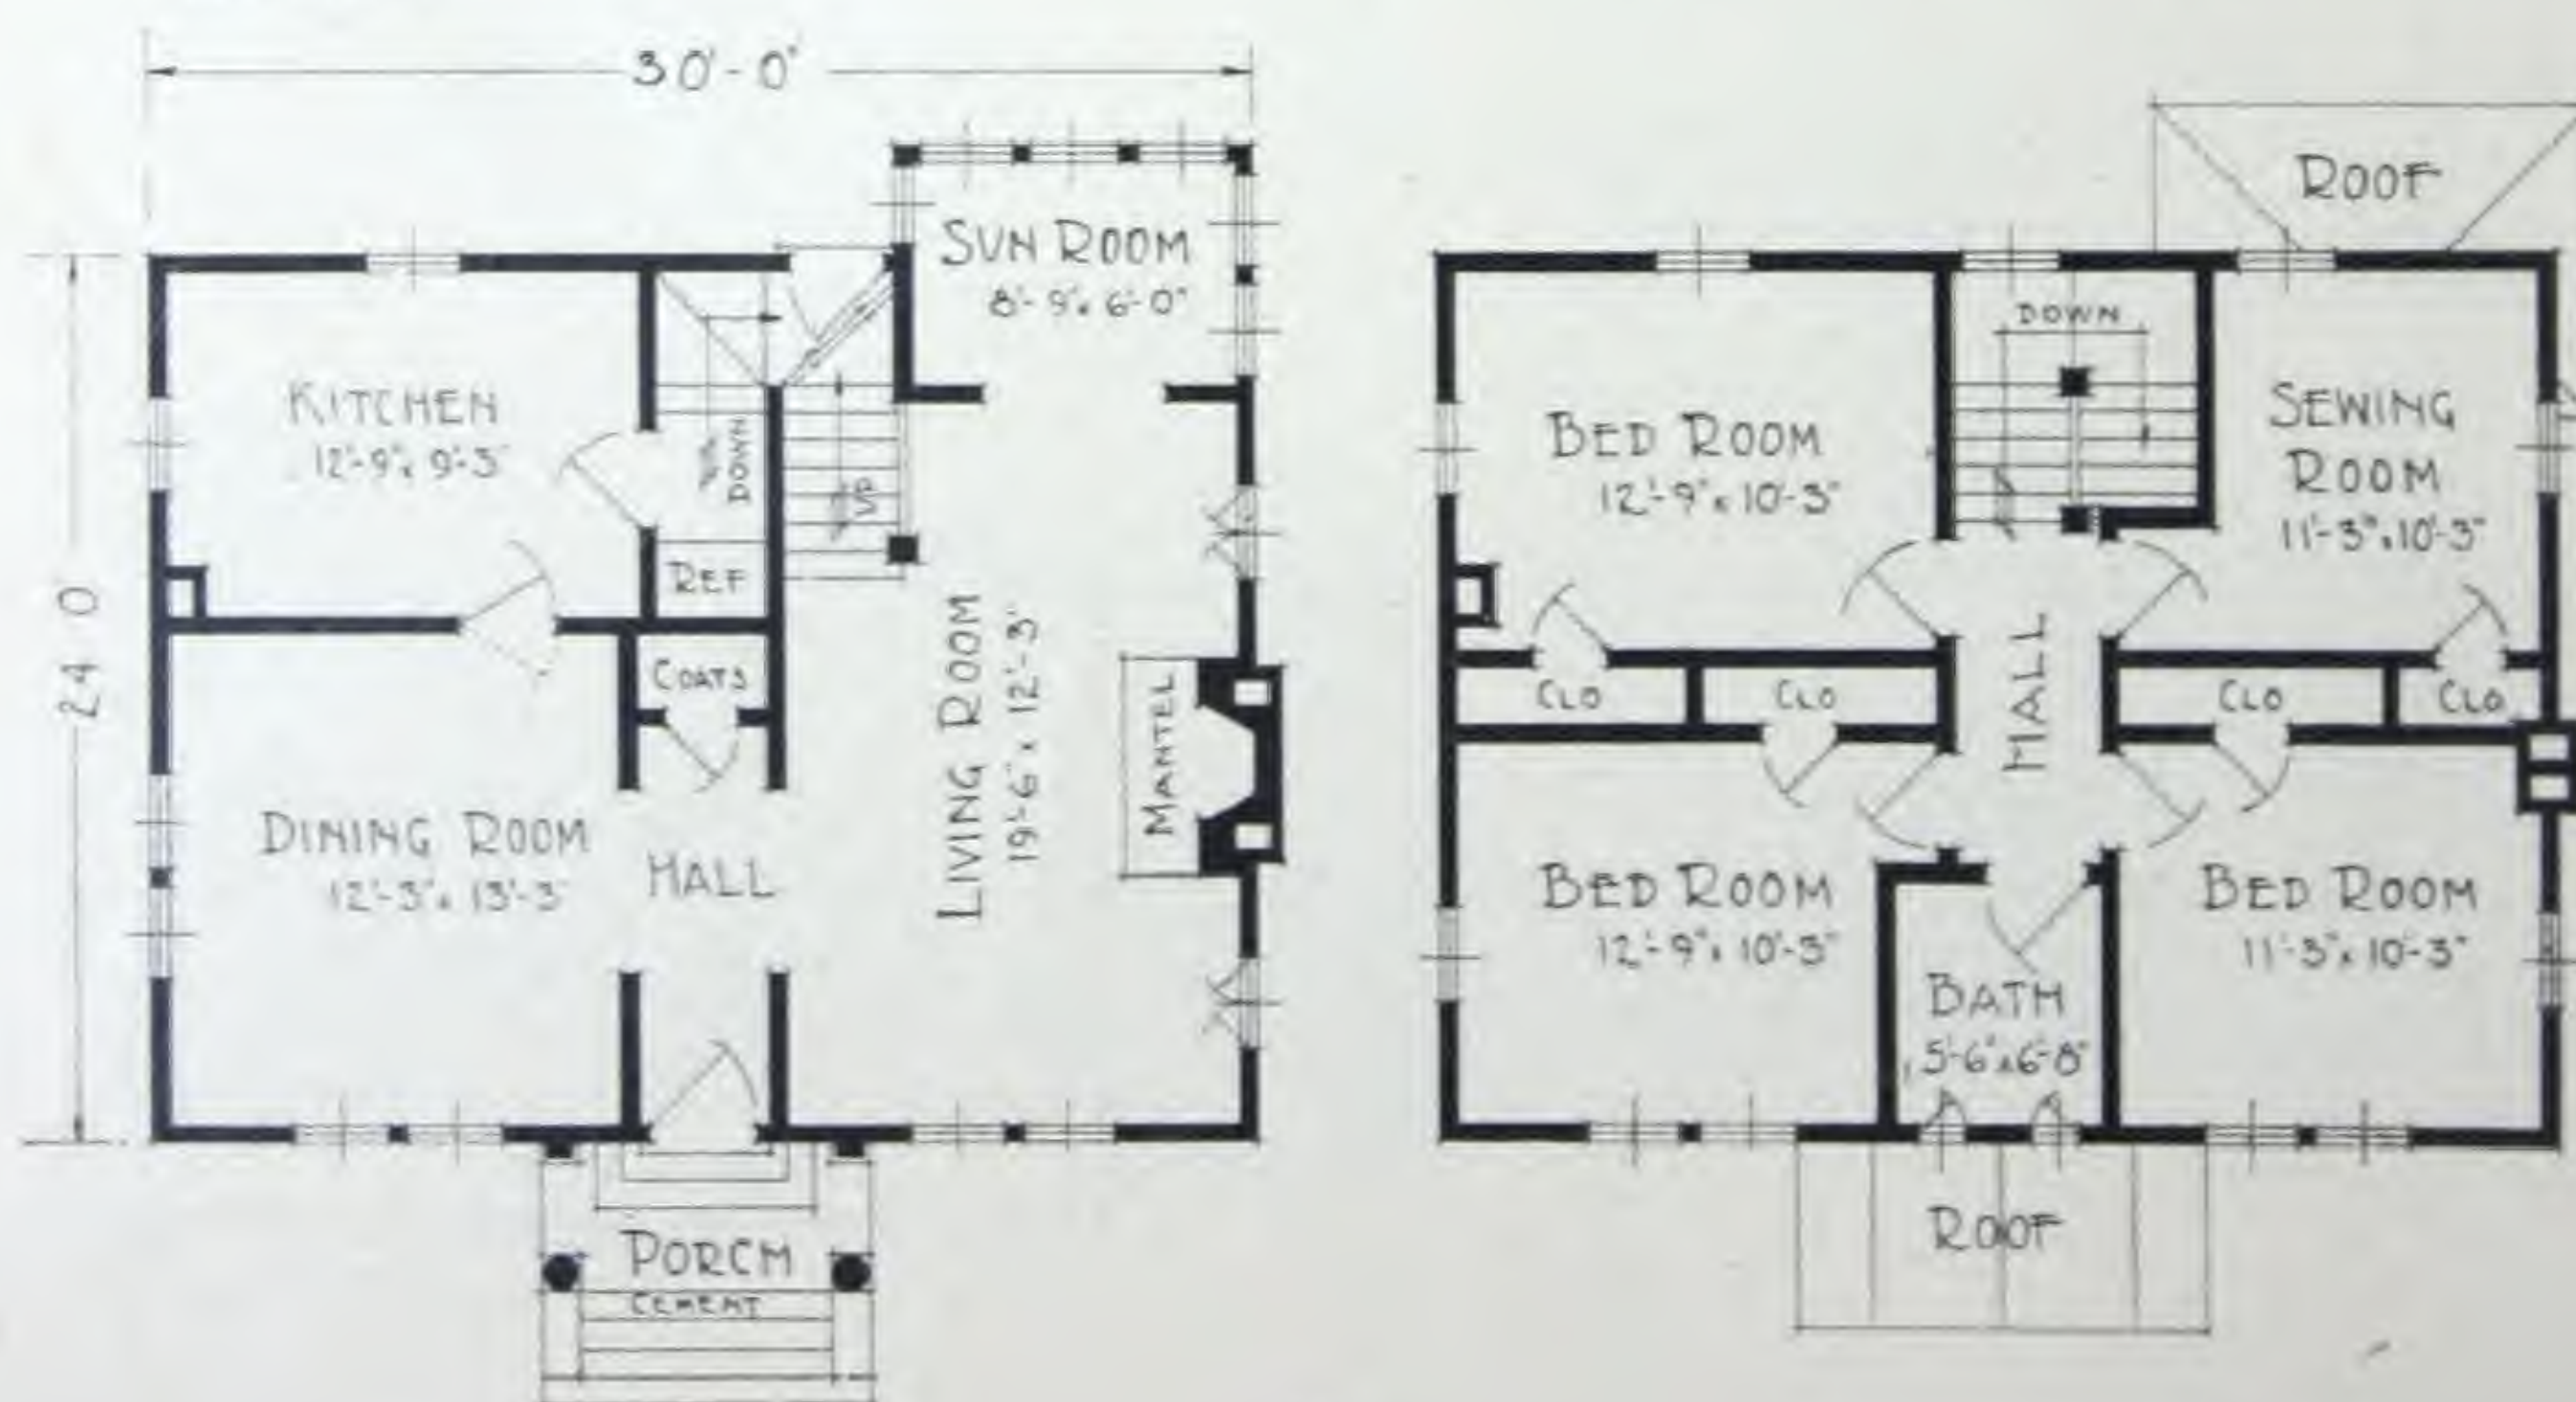 30'-0"
SUN ROOM
8'-9" x 6'-0"
KITCHEN
12'-9" x 9'-3"
DOWN
UP
REF
24 0
COATS
LIVING ROOM
19'-6" x 12'-3"
MANTEL
DINING ROOM
12'-3" x 13'-3
HALL
PORCH
CEMENT
ROOF
DOWN
BED ROOM
12'-9" x 10'-3"
SEWING
ROOM
11'-3" x 10'-3"
HALL
CLO
CLO
CLO
CLO
BED ROOM
12'-9" x 10'-3"
BED ROOM
11'-3" x 10'-3"
BATH
5'-6" x 6'-8"
ROOF